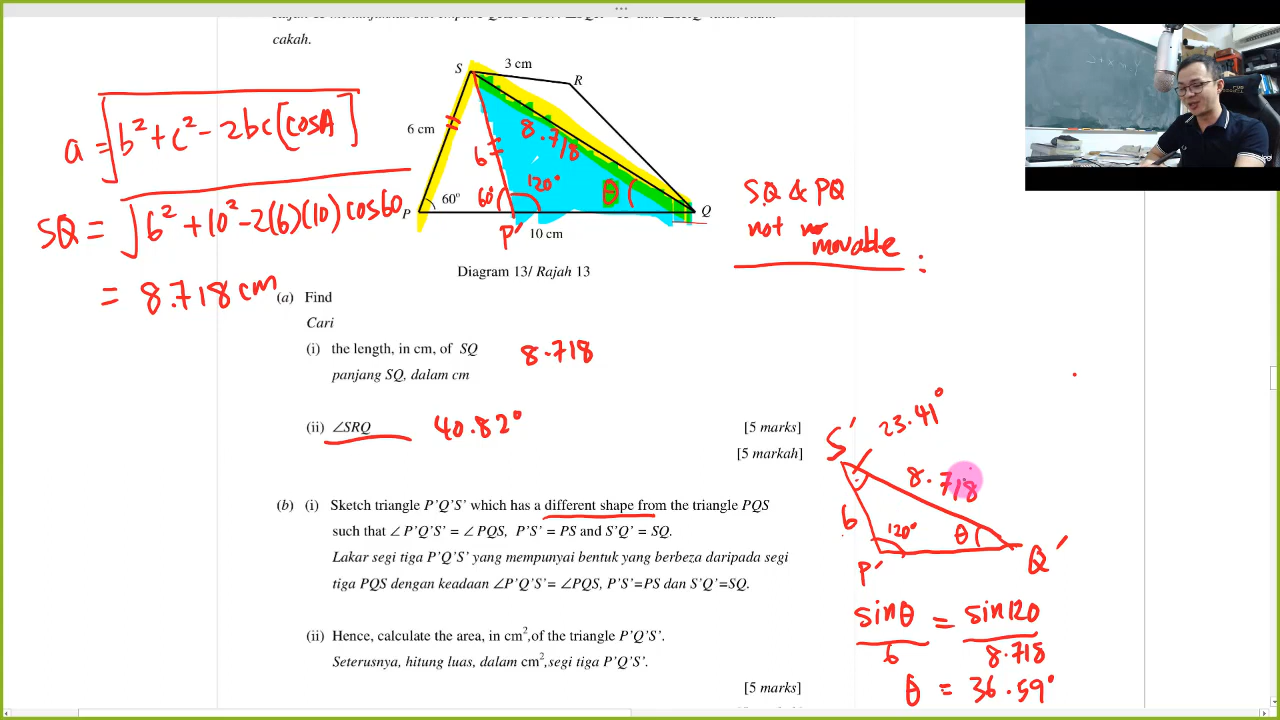 cakah.
a = √b² + c² - 2bc (cosA)
SQ = √6² + 10² - 2(6)(10) cos60
= 8.718 cm
S
3 cm
R
6 cm
8.718
6
60°
60°
120°
θ
P
P'
Q
10 cm
SQ & PQ
not no
movable :
Diagram 13/ Rajah 13
(a) Find
Cari
(i) the length, in cm, of SQ 8.718
panjang SQ, dalam cm
(ii) ∠SRQ 40.82° [5 marks]
[5 markah]
(b) (i) Sketch triangle P'Q'S' which has a different shape from the triangle PQS
such that ∠ P'Q'S' = ∠ PQS, P'S' = PS and S'Q' = SQ.
Lakar segi tiga P'Q'S' yang mempunyai bentuk yang berbeza daripada segi
tiga PQS dengan keadaan ∠P'Q'S'= ∠PQS, P'S'=PS dan S'Q'=SQ.
(ii) Hence, calculate the area, in cm²,of the triangle P'Q'S'.
Seterusnya, hitung luas, dalam cm²,segi tiga P'Q'S'.
[5 marks]
S'
23.41°
8.718
6
120°
θ
P'
Q'
sinθ/6 = sin120/8.718
θ = 36.59°